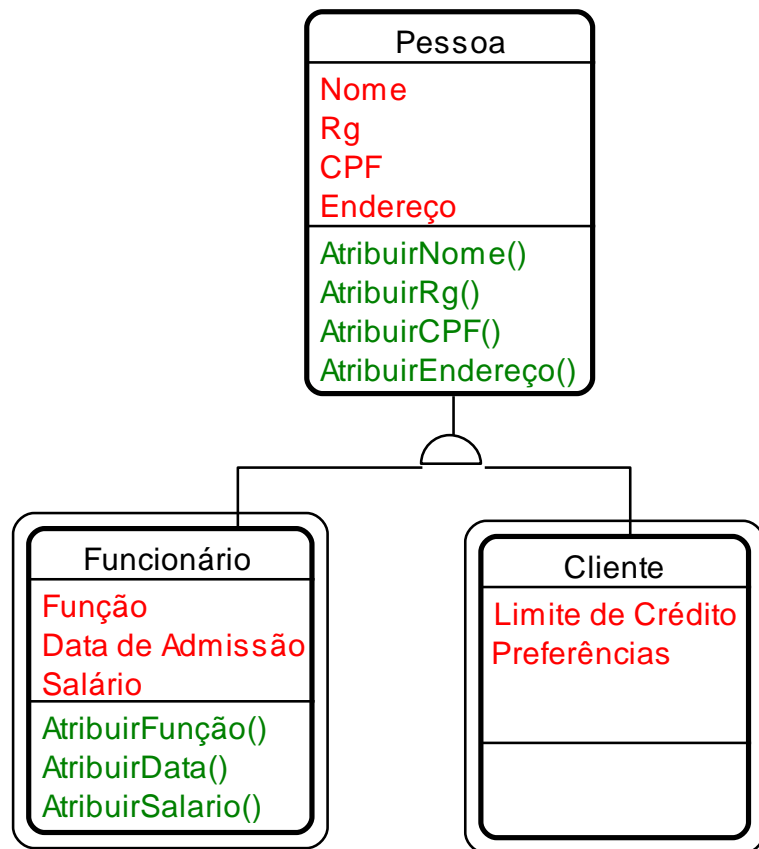 Pessoa
Nome
Rg
CPF
Endereço
AtribuirNome()
AtribuirRg()
AtribuirCPF()
AtribuirEndereço()
Funcionário
Função
Data de Admissão
Salário
AtribuirFunção()
AtribuirData()
AtribuirSalario()
Cliente
Limite de Crédito
Preferências